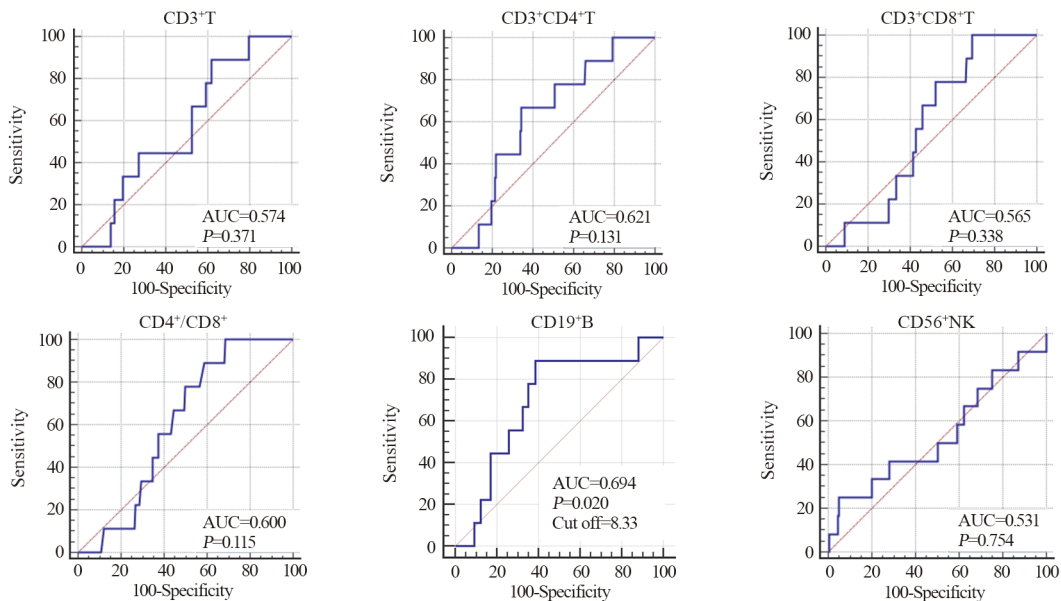 CD3⁺T
100
80
60
40
20
0
Sensitivity
AUC=0.574
P=0.371
0 20 40 60 80 100
100-Specificity
CD3⁺CD4⁺T
100
80
60
40
20
0
Sensitivity
AUC=0.621
P=0.131
0 20 40 60 80 100
100-Specificity
CD3⁺CD8⁺T
100
80
60
40
20
0
Sensitivity
AUC=0.565
P=0.338
0 20 40 60 80 100
100-Specificity
CD4⁺/CD8⁺
100
80
60
40
20
0
Sensitivity
AUC=0.600
P=0.115
0 20 40 60 80 100
100-Specificity
CD19⁺B
100
80
60
40
20
0
Sensitivity
AUC=0.694
P=0.020
Cut off=8.33
0 20 40 60 80 100
100-Specificity
CD56⁺NK
100
80
60
40
20
0
Sensitivity
AUC=0.531
P=0.754
0 20 40 60 80 100
100-Specificity